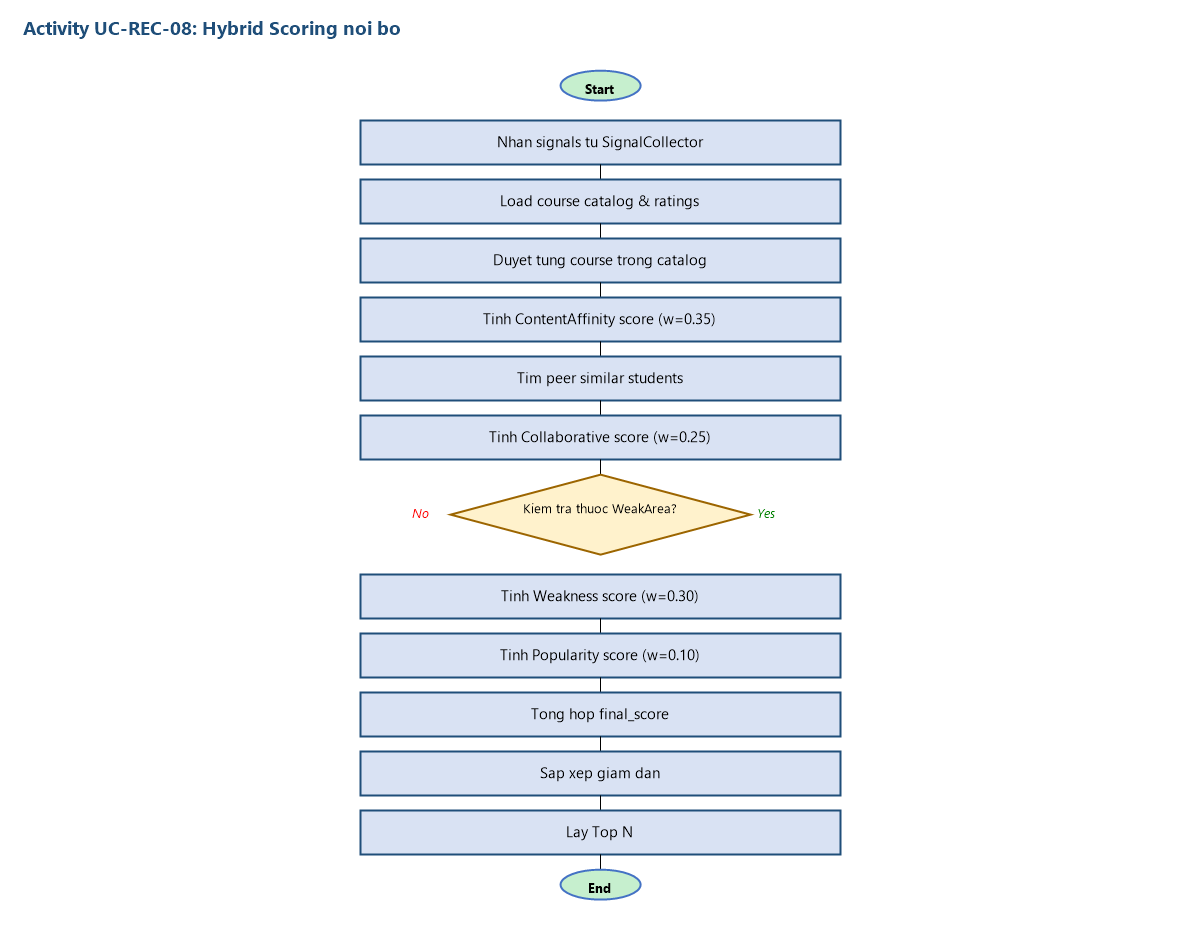 Activity UC-REC-08: Hybrid Scoring noi bo
Start
Nhan signals tu SignalCollector
Load course catalog & ratings
Duyet tung course trong catalog
Tinh ContentAffinity score (w=0.35)
Tim peer similar students
Tinh Collaborative score (w=0.25)
Kiem tra thuoc WeakArea?
No
Yes
Tinh Weakness score (w=0.30)
Tinh Popularity score (w=0.10)
Tong hop final_score
Sap xep giam dan
Lay Top N
End